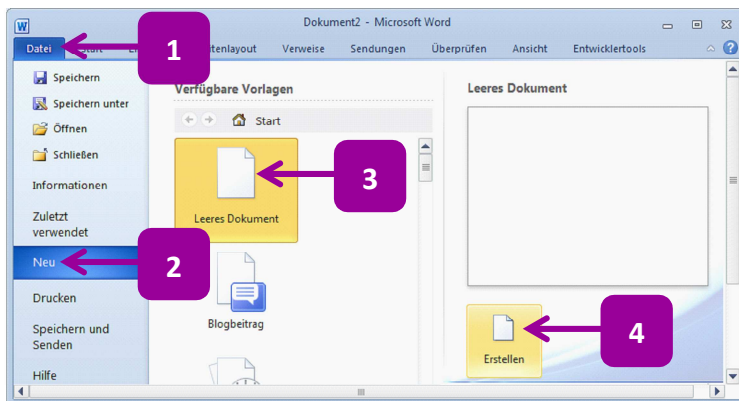 Dokument2 - Microsoft Word
Datei
1
Verweise
Sendungen
Überprüfen
Ansicht
Entwicklertools
Speichern
Speichern unter
Öffnen
Schließen
Informationen
Zuletzt
verwendet
Neu
2
Drucken
Speichern und
Senden
Hilfe
Verfügbare Vorlagen
Start
Leeres Dokument
3
Blogbeitrag
Leeres Dokument
Erstellen
4